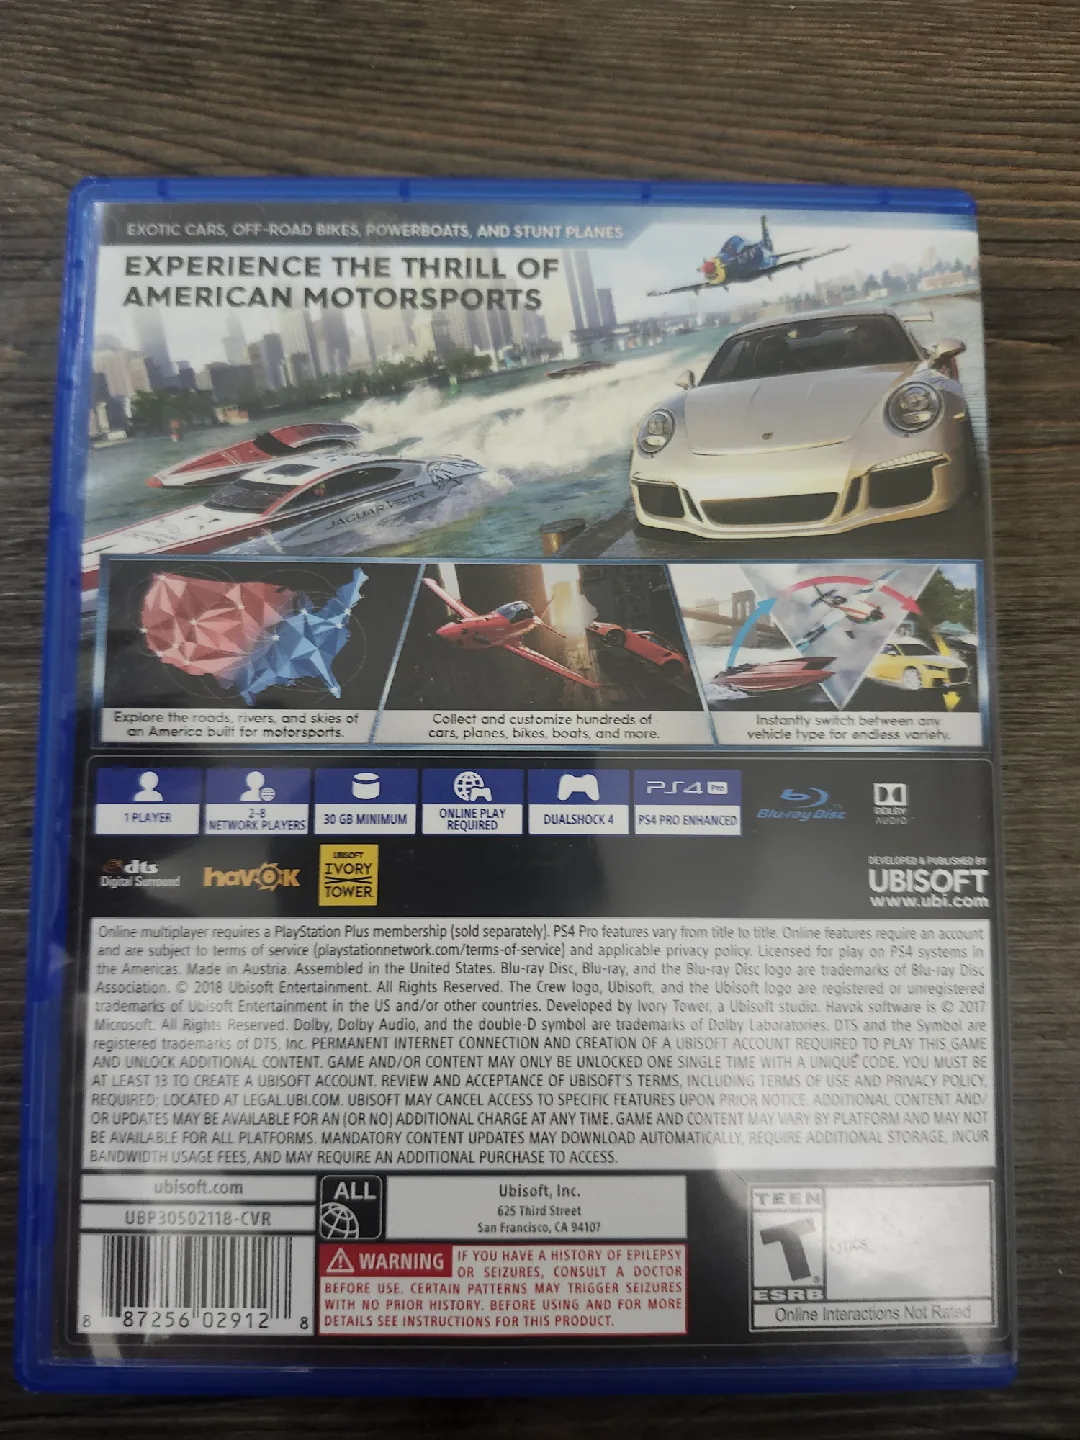 EXOTIC CARS, OFF-ROAD BIKES, POWERBOATS, AND STUNT PLANES
EXPERIENCE THE THRILL OF
AMERICAN MOTORSPORTS
JAGUAR VECTOR
Explore the roads, rivers, and skies of
an America built for motorsports.
Collect and customize hundreds of
cars, planes, bikes, boats, and more.
Instantly switch between any
vehicle type for endless variety.
1 PLAYER
2-8
NETWORK PLAYERS
30 GB MINIMUM
ONLINE PLAY
REQUIRED
DUALSHOCK 4
PS4 Pro
PS4 PRO ENHANCED
Blu-ray Disc
DOLBY
AUDIO
dts
Digital Surround
havok
UBISOFT
IVORY
TOWER
DEVELOPED & PUBLISHED BY
UBISOFT
www.ubi.com
Online multiplayer requires a PlayStation Plus membership (sold separately). PS4 Pro features vary from title to title. Online features require an account
and are subject to terms of service (playstationnetwork.com/terms-of-service) and applicable privacy policy. Licensed for play on PS4 systems in
the Americas. Made in Austria. Assembled in the United States. Blu-ray Disc, Blu-ray, and the Blu-ray Disc logo are trademarks of Blu-ray Disc
Association. © 2018 Ubisoft Entertainment. All Rights Reserved. The Crew logo, Ubisoft, and the Ubisoft logo are registered or unregistered
trademarks of Ubisoft Entertainment in the US and/or other countries. Developed by Ivory Tower, a Ubisoft studio. Havok software is © 2017
Microsoft. All Rights Reserved. Dolby, Dolby Audio, and the double-D symbol are trademarks of Dolby Laboratories. DTS and the Symbol are
registered trademarks of DTS, Inc. PERMANENT INTERNET CONNECTION AND CREATION OF A UBISOFT ACCOUNT REQUIRED TO PLAY THIS GAME
AND UNLOCK ADDITIONAL CONTENT. GAME AND/OR CONTENT MAY ONLY BE UNLOCKED ONE SINGLE TIME WITH A UNIQUE CODE. YOU MUST BE
AT LEAST 13 TO CREATE A UBISOFT ACCOUNT. REVIEW AND ACCEPTANCE OF UBISOFT'S TERMS, INCLUDING TERMS OF USE AND PRIVACY POLICY,
REQUIRED; LOCATED AT LEGAL.UBI.COM. UBISOFT MAY CANCEL ACCESS TO SPECIFIC FEATURES UPON PRIOR NOTICE. ADDITIONAL CONTENT AND/
OR UPDATES MAY BE AVAILABLE FOR AN (OR NO) ADDITIONAL CHARGE AT ANY TIME. GAME AND CONTENT MAY VARY BY PLATFORM AND MAY NOT
BE AVAILABLE FOR ALL PLATFORMS. MANDATORY CONTENT UPDATES MAY DOWNLOAD AUTOMATICALLY, REQUIRE ADDITIONAL STORAGE, INCUR
BANDWIDTH USAGE FEES, AND MAY REQUIRE AN ADDITIONAL PURCHASE TO ACCESS.
ubisoft.com
UBP30502118-CVR
8 87256 02912 8
ALL
Ubisoft, Inc.
625 Third Street
San Francisco, CA 94107
WARNING IF YOU HAVE A HISTORY OF EPILEPSY
OR SEIZURES, CONSULT A DOCTOR
BEFORE USE. CERTAIN PATTERNS MAY TRIGGER SEIZURES
WITH NO PRIOR HISTORY. BEFORE USING AND FOR MORE
DETAILS SEE INSTRUCTIONS FOR THIS PRODUCT.
TEEN
T
ESRB
Lyrics
Online Interactions Not Rated